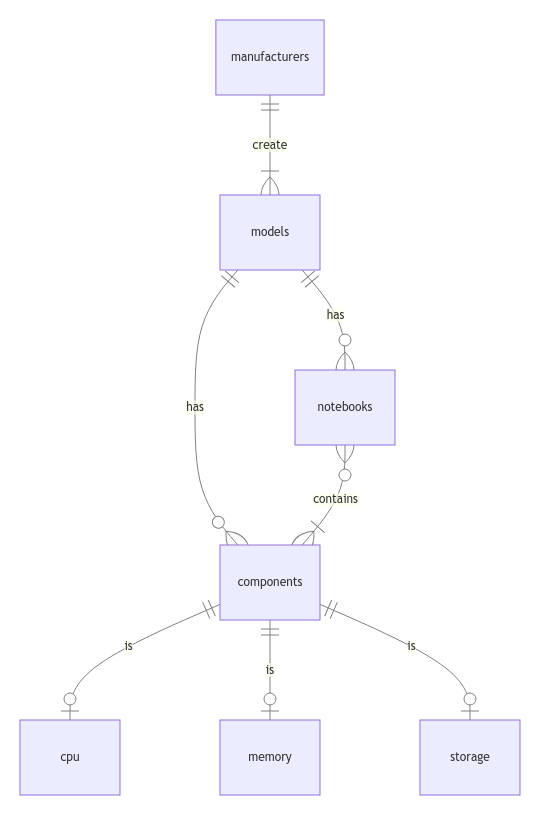 manufacturers
create
models
has
has
notebooks
contains
components
is
is
is
cpu
memory
storage